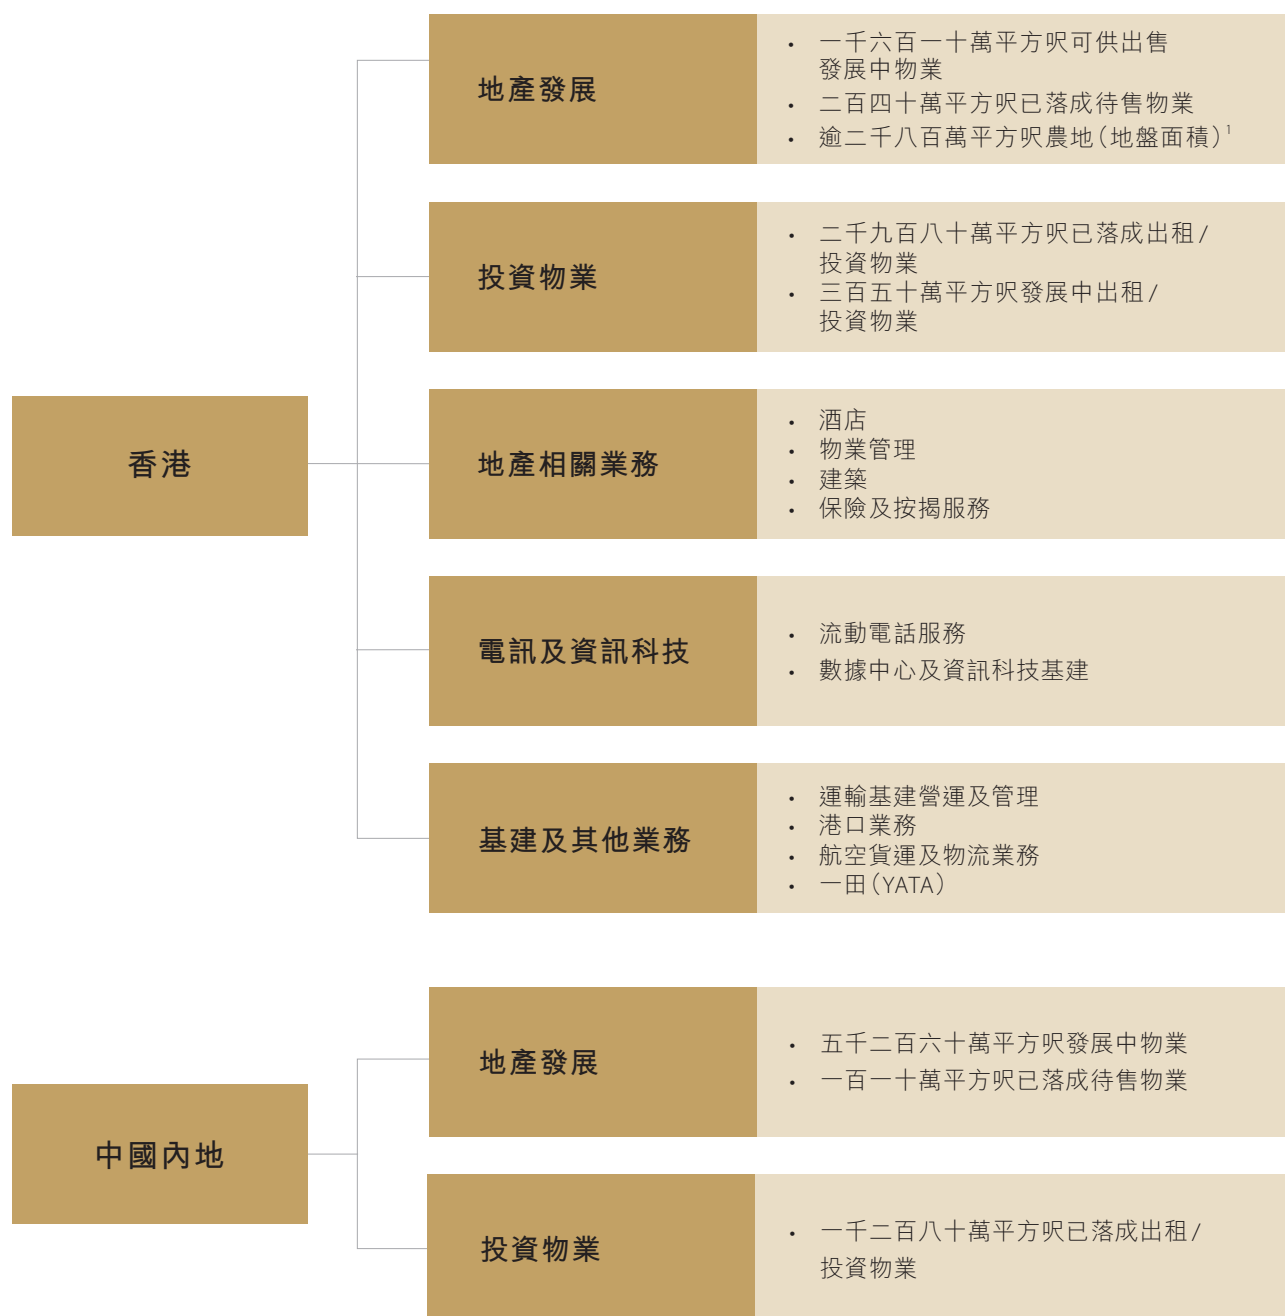 香港
地產發展
• 一千六百一十萬平方呎可供出售
發展中物業
• 二百四十萬平方呎已落成待售物業
• 逾二千八百萬平方呎農地(地盤面積)1
投資物業
• 二千九百八十萬平方呎已落成出租/
投資物業
• 三百五十萬平方呎發展中出租/
投資物業
地產相關業務
• 酒店
• 物業管理
• 建築
• 保險及按揭服務
電訊及資訊科技
• 流動電話服務
• 數據中心及資訊科技基建
基建及其他業務
• 運輸基建營運及管理
• 港口業務
• 航空貨運及物流業務
• 一田(YATA)
中國內地
地產發展
• 五千二百六十萬平方呎發展中物業
• 一百一十萬平方呎已落成待售物業
投資物業
• 一千二百八十萬平方呎已落成出租/
投資物業